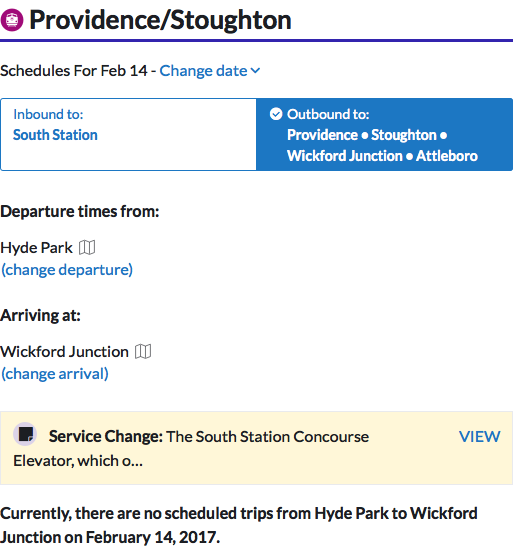 Providence/Stoughton
Schedules For Feb 14 - Change date
Inbound to:
South Station
Outbound to:
Providence • Stoughton •
Wickford Junction • Attleboro
Departure times from:
Hyde Park
(change departure)
Arriving at:
Wickford Junction
(change arrival)
Service Change: The South Station Concourse
Elevator, which o...
VIEW
Currently, there are no scheduled trips from Hyde Park to Wickford
Junction on February 14, 2017.